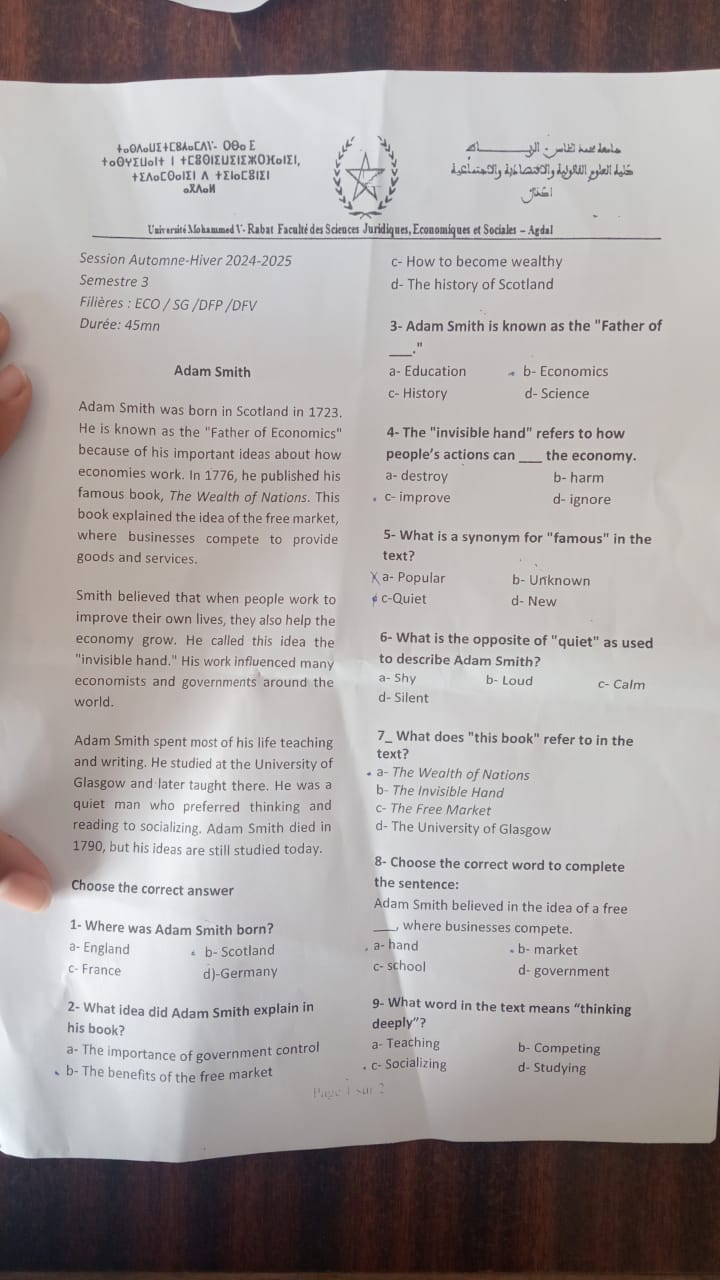 ⵜⴰⵙⴷⴰⵡⵉⵜ ⵎⵓⵃⴰⵎⵎⴷ ⵙⴰ ⴹ
جامعة محمد الخامس الربـــــاط
كلية العلوم القانونية والاقتصادية والاجتماعية
أكدال
Université Mohammed V- Rabat Faculté des Sciences Juridiques, Economiques et Sociales – Agdal
Session Automne-Hiver 2024-2025
Semestre 3
Filières : ECO / SG /DFP /DFV
Durée: 45mn
Adam Smith
Adam Smith was born in Scotland in 1723.
He is known as the "Father of Economics"
because of his important ideas about how
economies work. In 1776, he published his
famous book, The Wealth of Nations. This
book explained the idea of the free market,
where businesses compete to provide
goods and services.
Smith believed that when people work to
improve their own lives, they also help the
economy grow. He called this idea the
"invisible hand." His work influenced many
economists and governments around the
world.
Adam Smith spent most of his life teaching
and writing. He studied at the University of
Glasgow and later taught there. He was a
quiet man who preferred thinking and
reading to socializing. Adam Smith died in
1790, but his ideas are still studied today.
Choose the correct answer
1- Where was Adam Smith born?
a- England b- Scotland
c- France d)-Germany
2- What idea did Adam Smith explain in
his book?
a- The importance of government control
b- The benefits of the free market
c- How to become wealthy
d- The history of Scotland
3- Adam Smith is known as the "Father of
___."
a- Education b- Economics
c- History d- Science
4- The "invisible hand" refers to how
people's actions can ___ the economy.
a- destroy b- harm
c- improve d- ignore
5- What is a synonym for "famous" in the
text?
a- Popular b- Unknown
c-Quiet d- New
6- What is the opposite of "quiet" as used
to describe Adam Smith?
a- Shy b- Loud c- Calm
d- Silent
7_ What does "this book" refer to in the
text?
a- The Wealth of Nations
b- The Invisible Hand
c- The Free Market
d- The University of Glasgow
8- Choose the correct word to complete
the sentence:
Adam Smith believed in the idea of a free
___, where businesses compete.
a- hand b- market
c- school d- government
9- What word in the text means “thinking
deeply”?
a- Teaching b- Competing
c- Socializing d- Studying
Page 1 sur 2